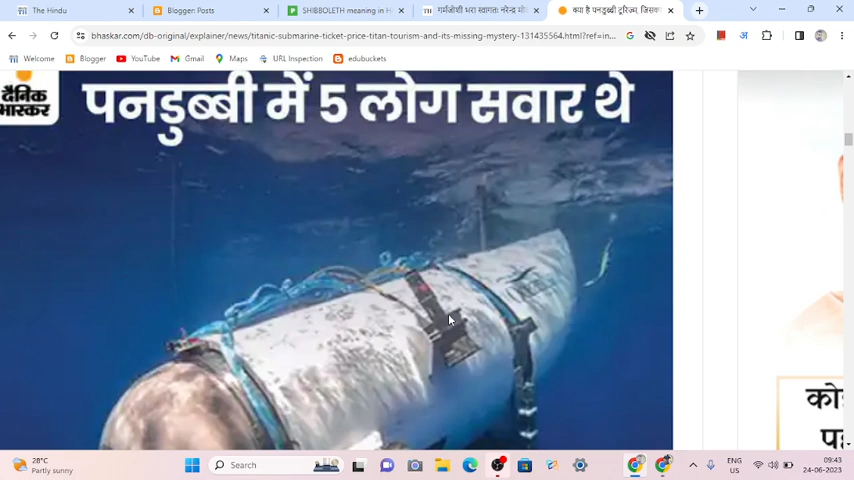 The Hindu
Blogger: Posts
SHIBBOLETH meaning in H
गर्मजोशी भरा स्वागतः नरेन्द्र मो
क्या है पनडुब्बी टूरिज्म, जिसका
bhaskar.com/db-original/explainer/news/titanic-submarine-ticket-price-titan-tourism-and-its-missing-mystery-131435564.html?ref=in...
Welcome
Blogger
YouTube
Gmail
Maps
URL Inspection
edubuckets
दैनिक
भास्कर
पनडुब्बी में 5 लोग सवार थे
28°C
Partly sunny
Search
ENG
US
09:43
24-06-2023